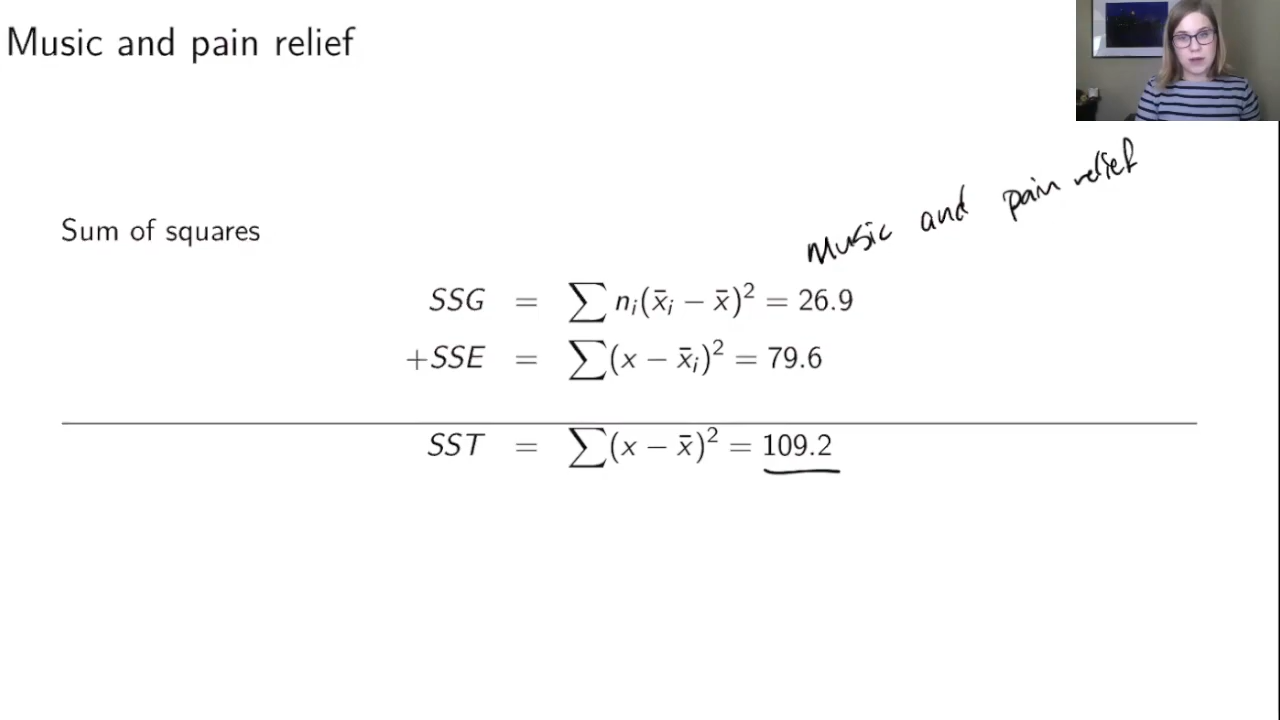 Music and pain relief
Music and pain relief
Sum of squares
SSG = ∑ nᵢ(x̄ᵢ − x̄)² = 26.9
+SSE = ∑(x − x̄ᵢ)² = 79.6
SST = ∑(x − x̄)² = 109.2